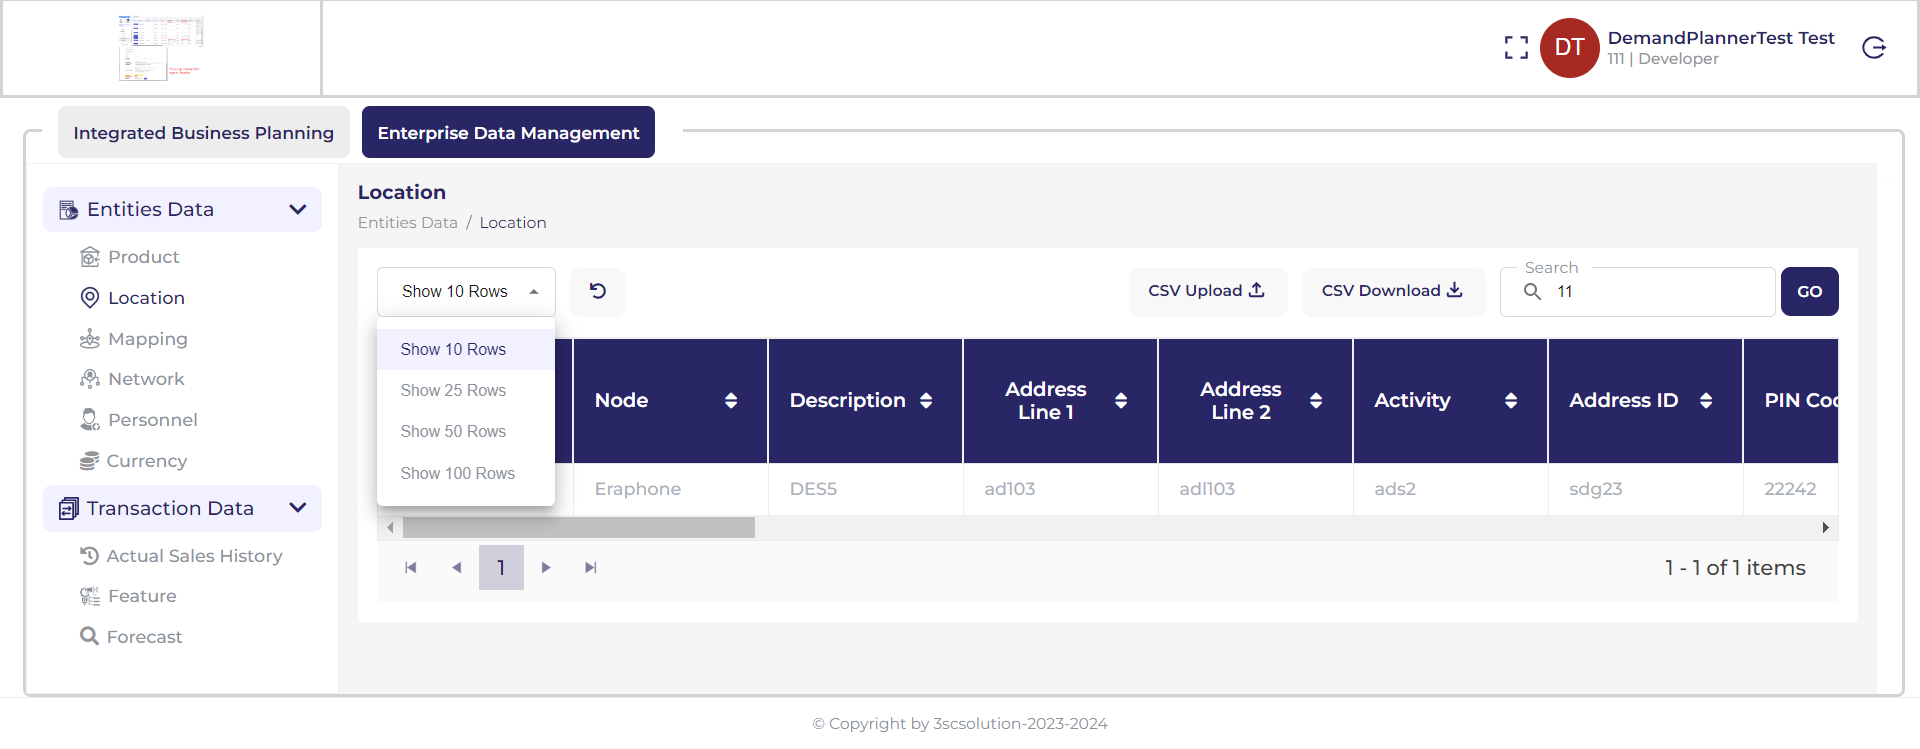 DT
DemandPlannerTest Test
111 | Developer
Integrated Business Planning
Enterprise Data Management
Entities Data
Product
Location
Mapping
Network
Personnel
Currency
Transaction Data
Actual Sales History
Feature
Forecast
Location
Entities Data / Location
Show 10 Rows
CSV Upload
CSV Download
Search
11
GO
Show 10 Rows
Show 25 Rows
Show 50 Rows
Show 100 Rows
Node
Description
Address
Line 1
Address
Line 2
Activity
Address ID
PIN Coc
Eraphone
DES5
ad103
adl103
ads2
sdg23
22242
1
1 - 1 of 1 items
© Copyright by 3scsolution-2023-2024